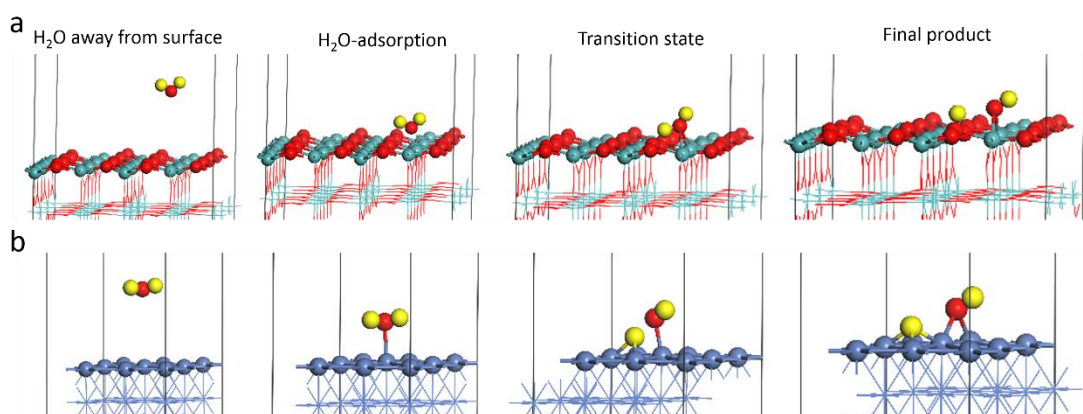 a
H₂O away from surface
H₂O-adsorption
Transition state
Final product
b